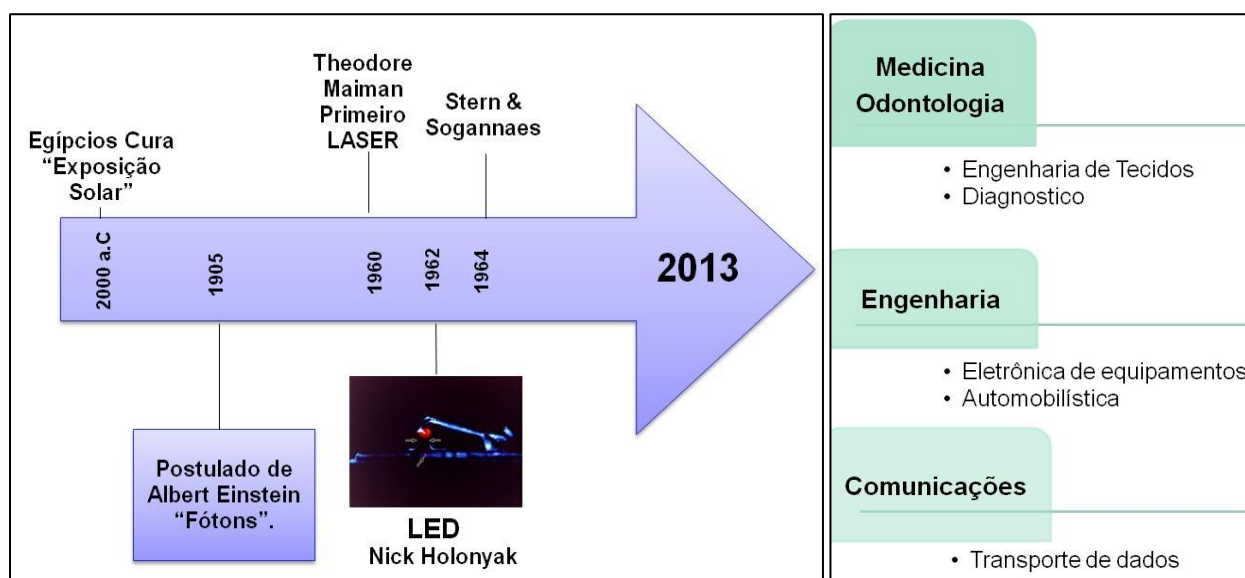 Egípcios Cura
“Exposição
Solar”
Theodore
Maiman
Primeiro
LASER
Stern &
Sogannaes
2000 a.C
1905
1960
1962
1964
2013
Postulado de
Albert Einstein
“Fótons”.
LED
Nick Holonyak
Medicina
Odontologia
• Engenharia de Tecidos
• Diagnostico
Engenharia
• Eletrônica de equipamentos
• Automobilística
Comunicações
• Transporte de dados